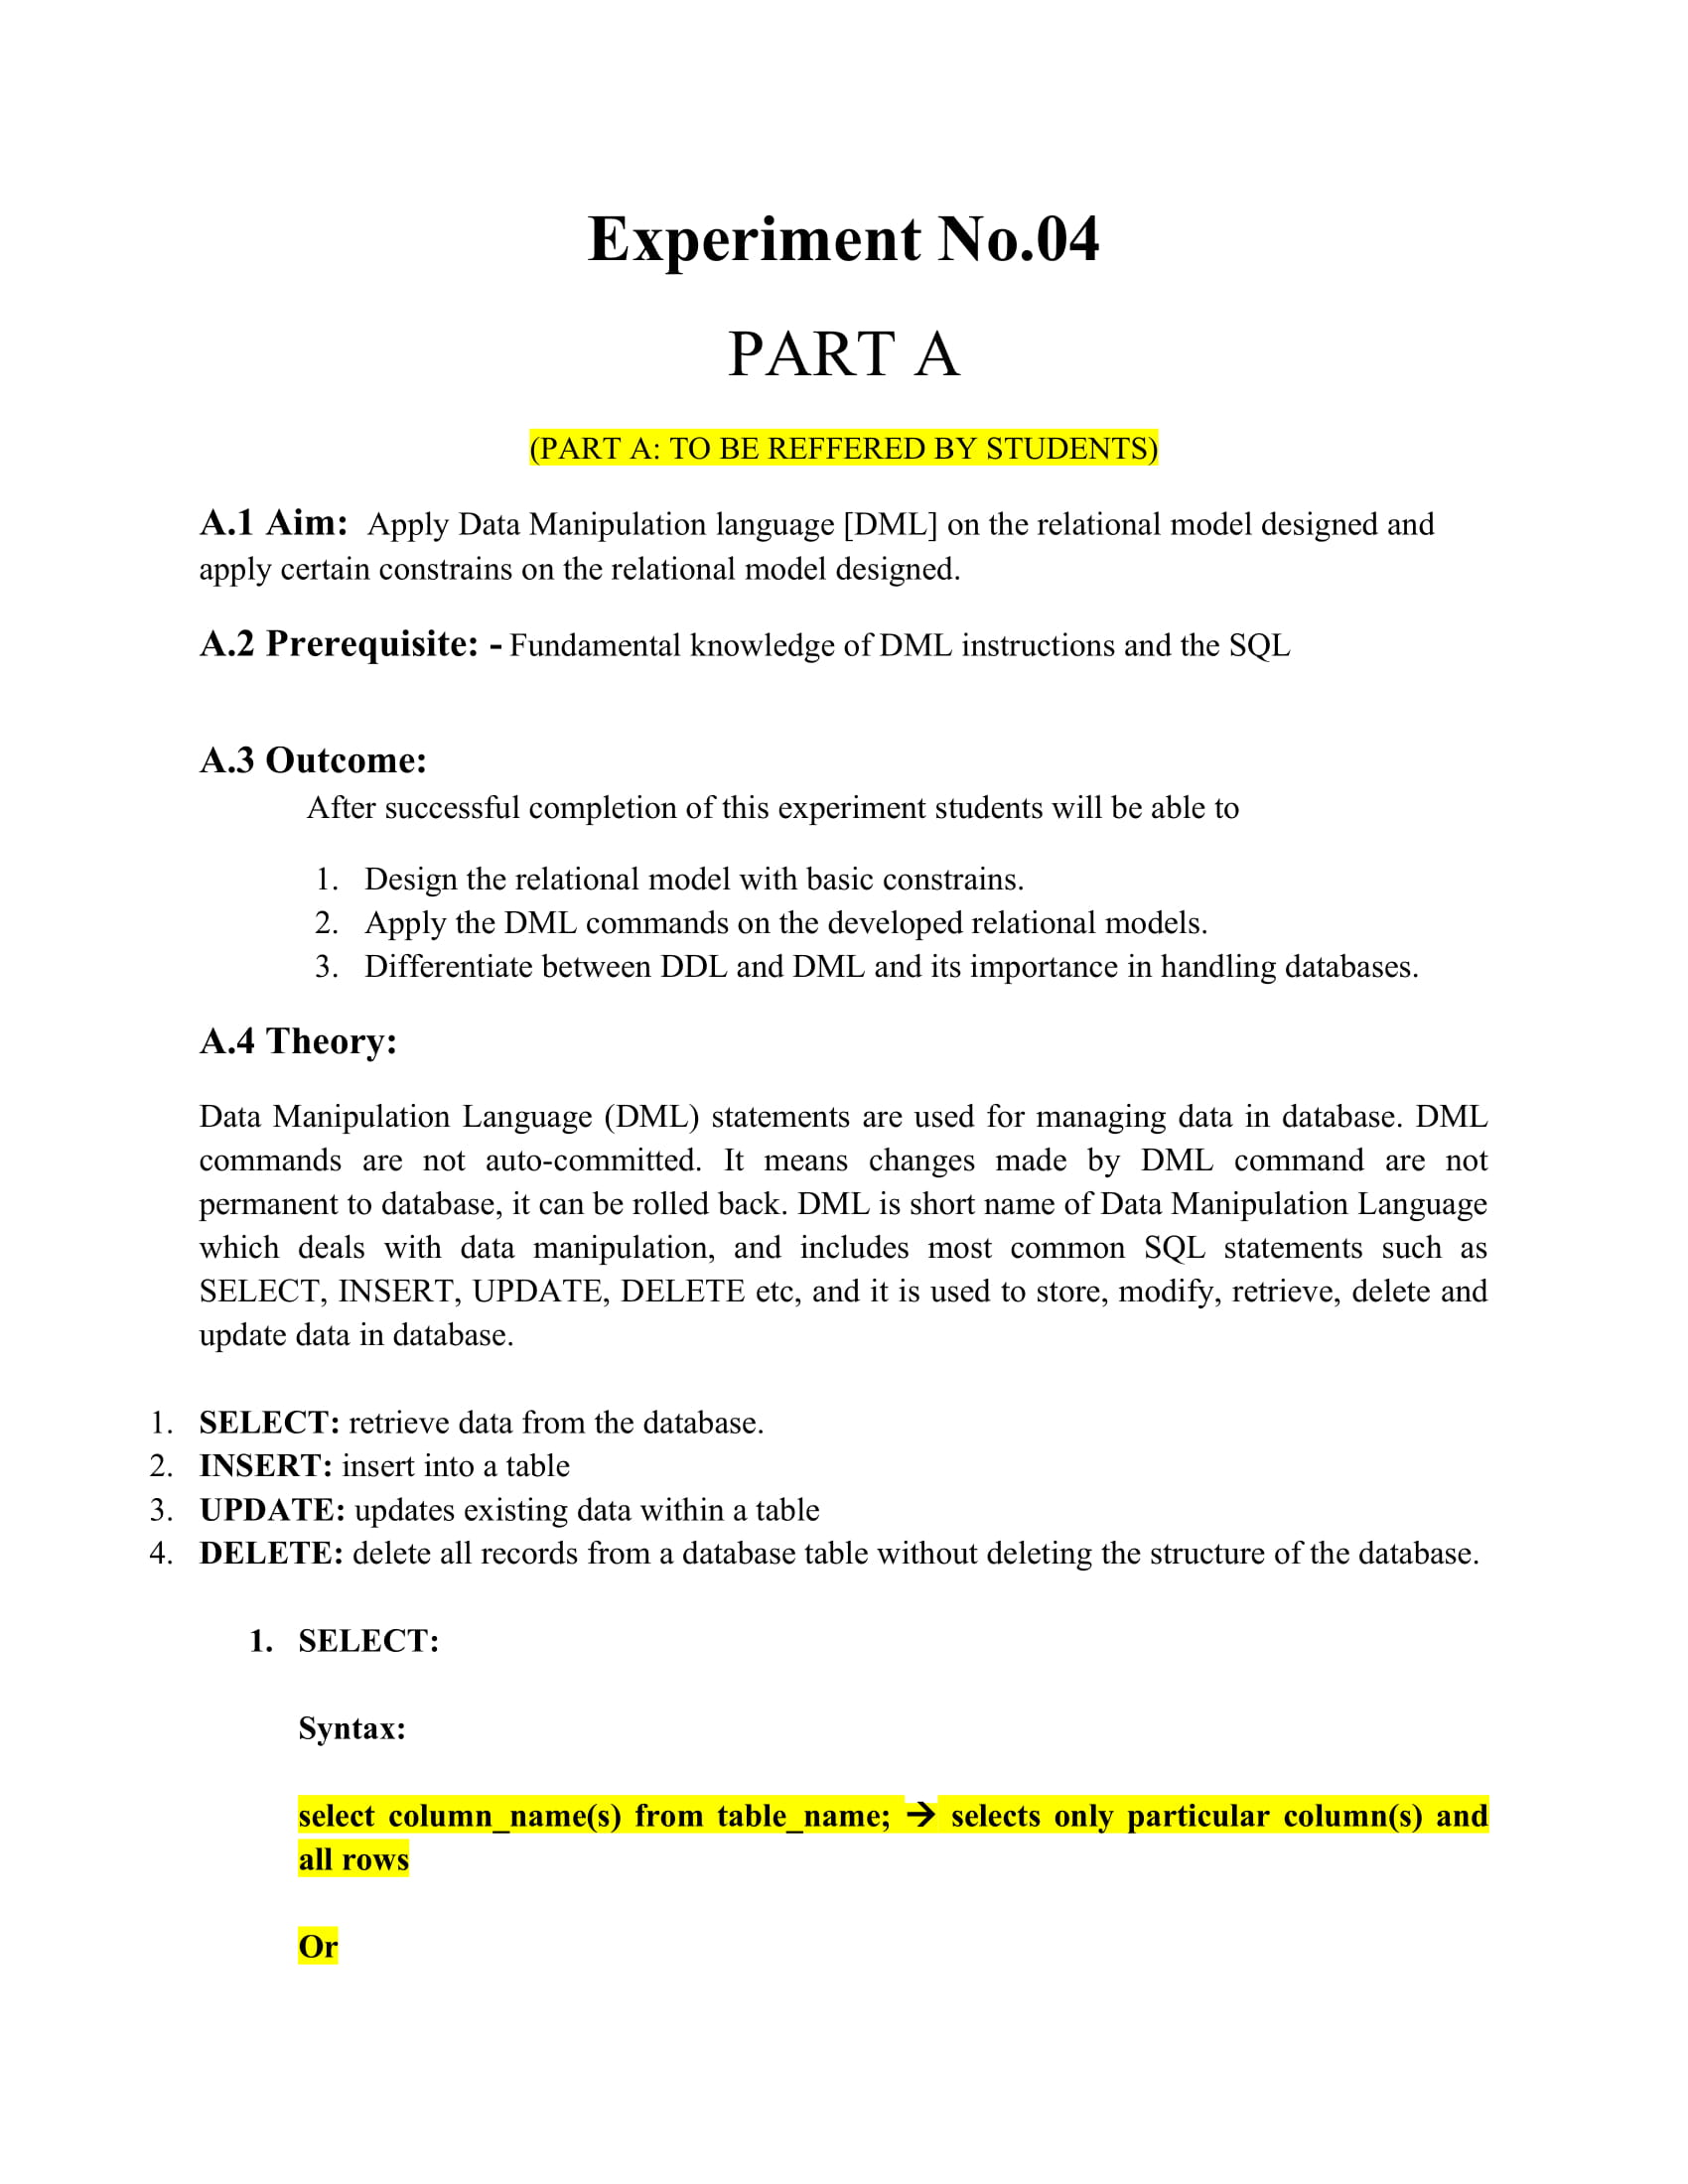 Experiment No.04
PART A
(PART A: TO BE REFFERED BY STUDENTS)
A.1 Aim: Apply Data Manipulation language [DML] on the relational model designed and
apply certain constrains on the relational model designed.
A.2 Prerequisite: - Fundamental knowledge of DML instructions and the SQL
A.3 Outcome:
After successful completion of this experiment students will be able to
1. Design the relational model with basic constrains.
2. Apply the DML commands on the developed relational models.
3. Differentiate between DDL and DML and its importance in handling databases.
A.4 Theory:
Data Manipulation Language (DML) statements are used for managing data in database. DML
commands are not auto-committed. It means changes made by DML command are not
permanent to database, it can be rolled back. DML is short name of Data Manipulation Language
which deals with data manipulation, and includes most common SQL statements such as
SELECT, INSERT, UPDATE, DELETE etc, and it is used to store, modify, retrieve, delete and
update data in database.
1. SELECT: retrieve data from the database.
2. INSERT: insert into a table
3. UPDATE: updates existing data within a table
4. DELETE: delete all records from a database table without deleting the structure of the database.
1. SELECT:
Syntax:
select column_name(s) from table_name; → selects only particular column(s) and
all rows
Or